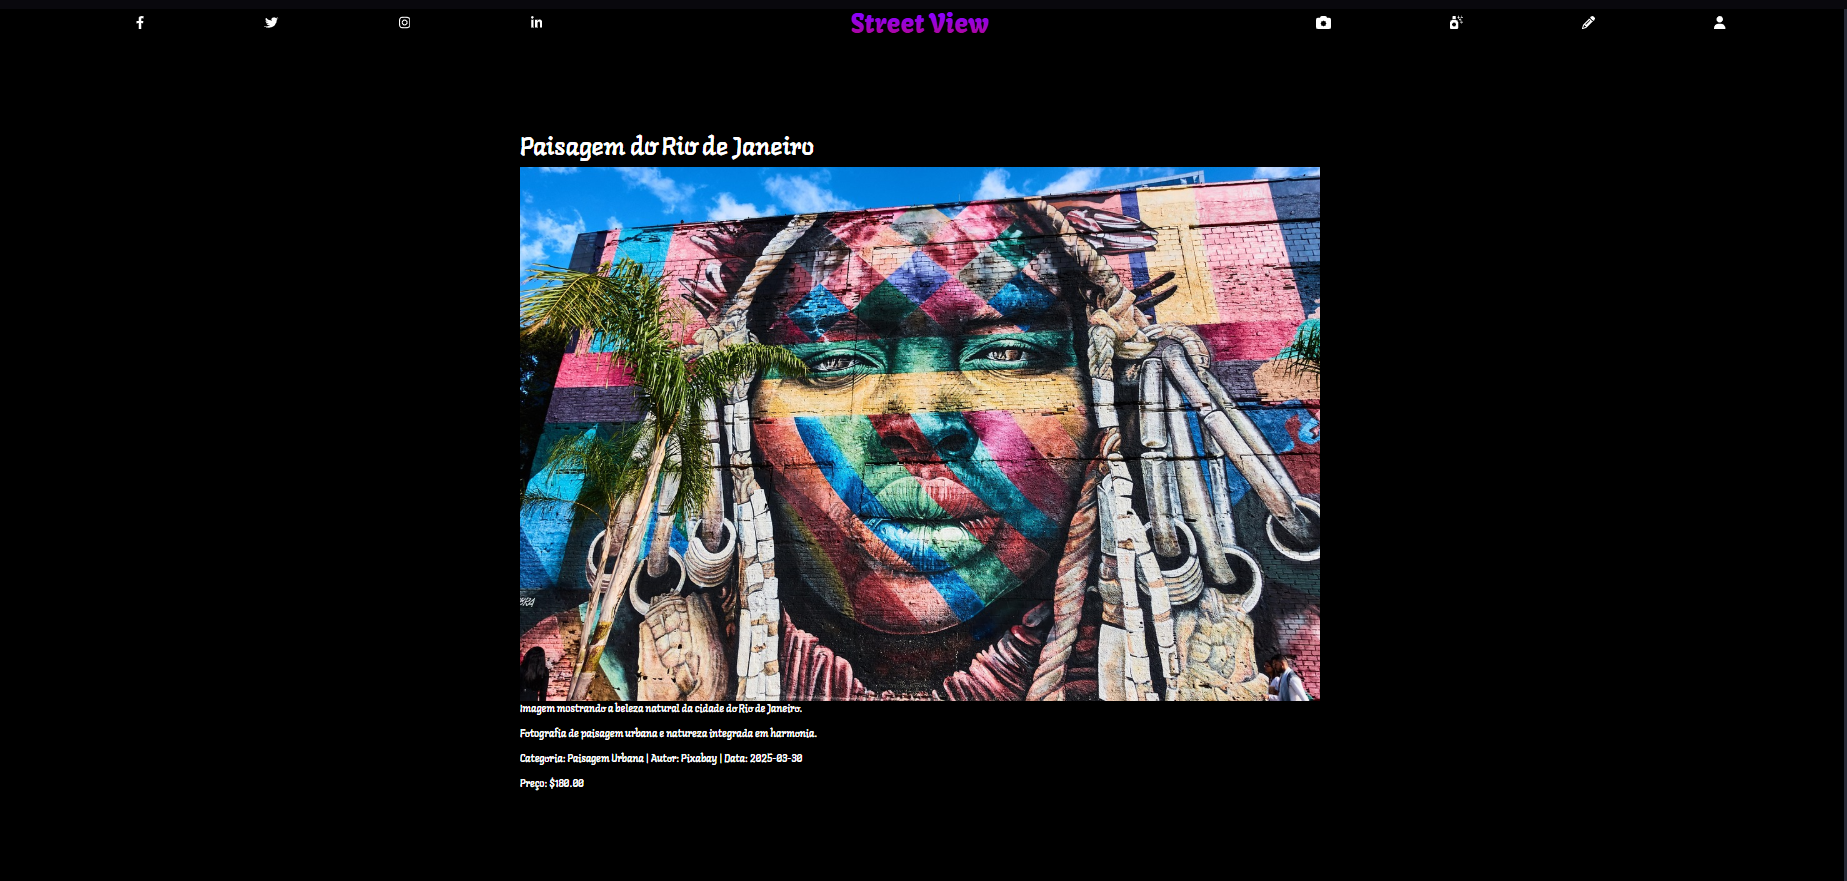 Street View
Paisagem do Rio de Janeiro
Imagem mostrando a beleza natural da cidade do Rio de Janeiro.
Fotografia de paisagem urbana e natureza integrada em harmonia.
Categoria: Paisagem Urbana | Autor: Pixabay | Data: 2025-03-30
Preço: $180.00